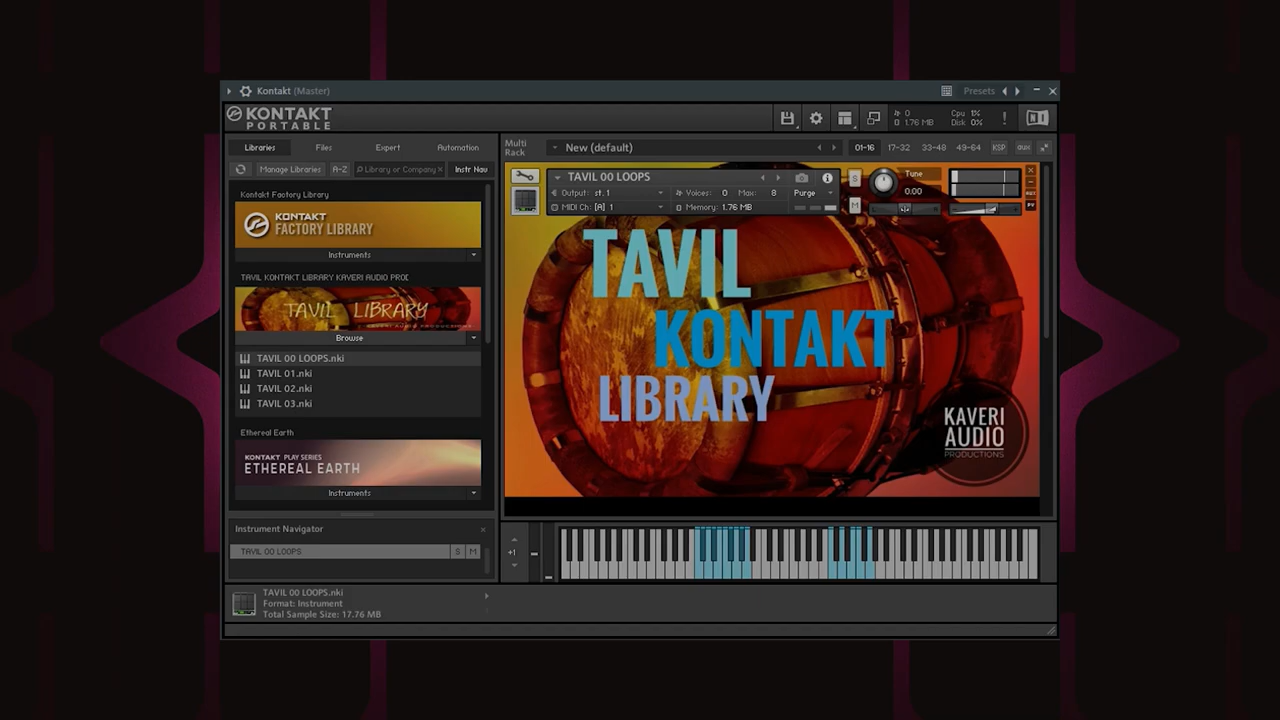 Kontakt (Master)
Presets
KONTAKT
PORTABLE
0
1.76 MB
Cpu 1%
Disk 0%
!
Libraries
Files
Expert
Automation
Multi
Rack
New (default)
01-16
17-32
33-48
49-64
KSP
aux
Manage Libraries
A-Z
Library or Company
Instr Nav
Kontakt Factory Library
KONTAKT
FACTORY LIBRARY
Instruments
TAVIL KONTAKT LIBRARY KAVERI AUDIO PROD
TAVIL LIBRARY
KAVERI AUDIO PRODUCTIONS
Browse
TAVIL 00 LOOPS.nki
TAVIL 01.nki
TAVIL 02.nki
TAVIL 03.nki
Ethereal Earth
KONTAKT PLAY SERIES
ETHEREAL EARTH
Instruments
Instrument Navigator
TAVIL 00 LOOPS
S
M
TAVIL 00 LOOPS
Output: st. 1
Voices: 0 Max: 8
Purge
MIDI Ch: [A] 1
Memory: 1.76 MB
S
M
Tune
0.00
PV
TAVIL
KONTAKT
LIBRARY
KAVERI
AUDIO
PRODUCTIONS
+1
TAVIL 00 LOOPS.nki
Format: Instrument
Total Sample Size: 17.76 MB